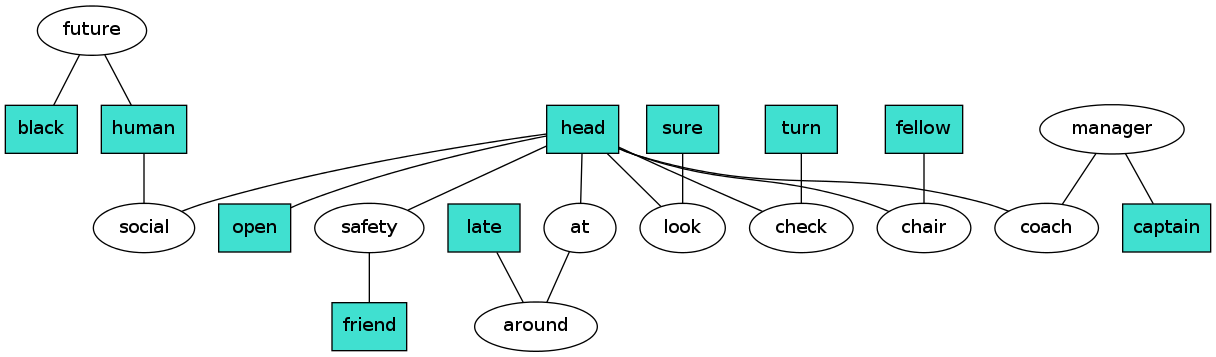 future
black
human
head
sure
turn
fellow
manager
social
open
safety
late
at
look
check
chair
coach
captain
friend
around